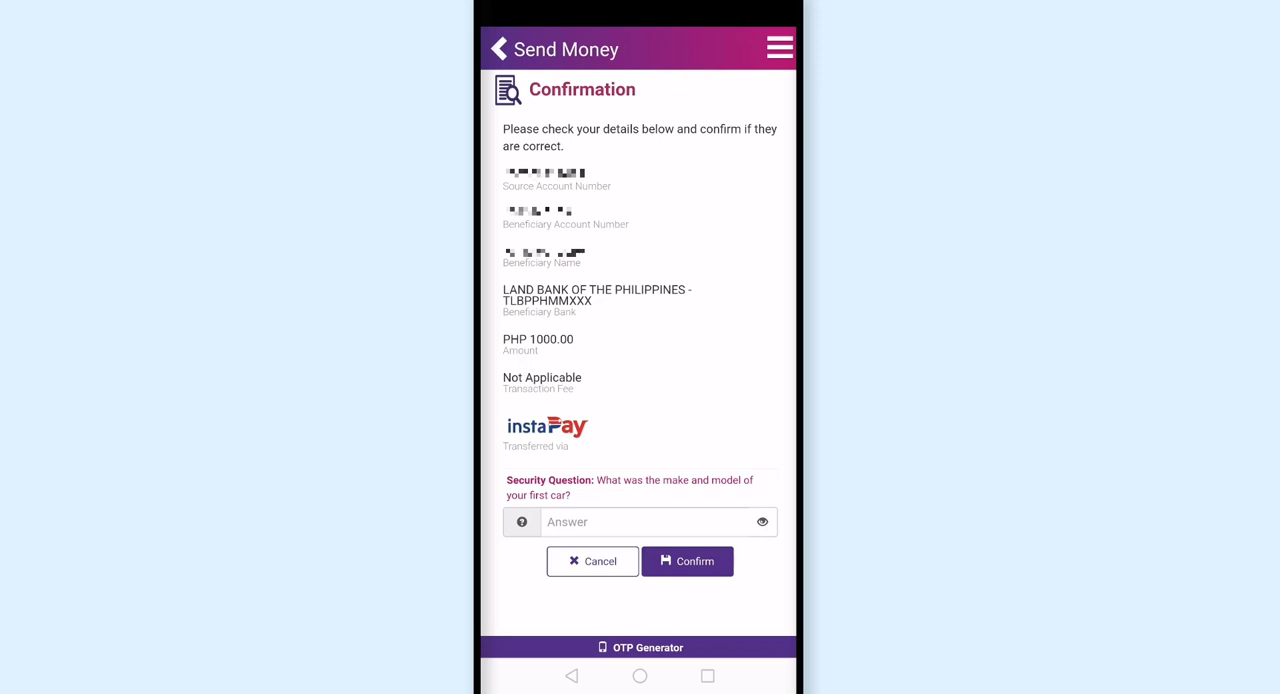 Send Money
Confirmation
Please check your details below and confirm if they
are correct.
Source Account Number
Beneficiary Account Number
Beneficiary Name
LAND BANK OF THE PHILIPPINES -
TLBPPHMMXXX
Beneficiary Bank
PHP 1000.00
Amount
Not Applicable
Transaction Fee
instaPay
Transferred via
Security Question: What was the make and model of
your first car?
Answer
Cancel Confirm
OTP Generator